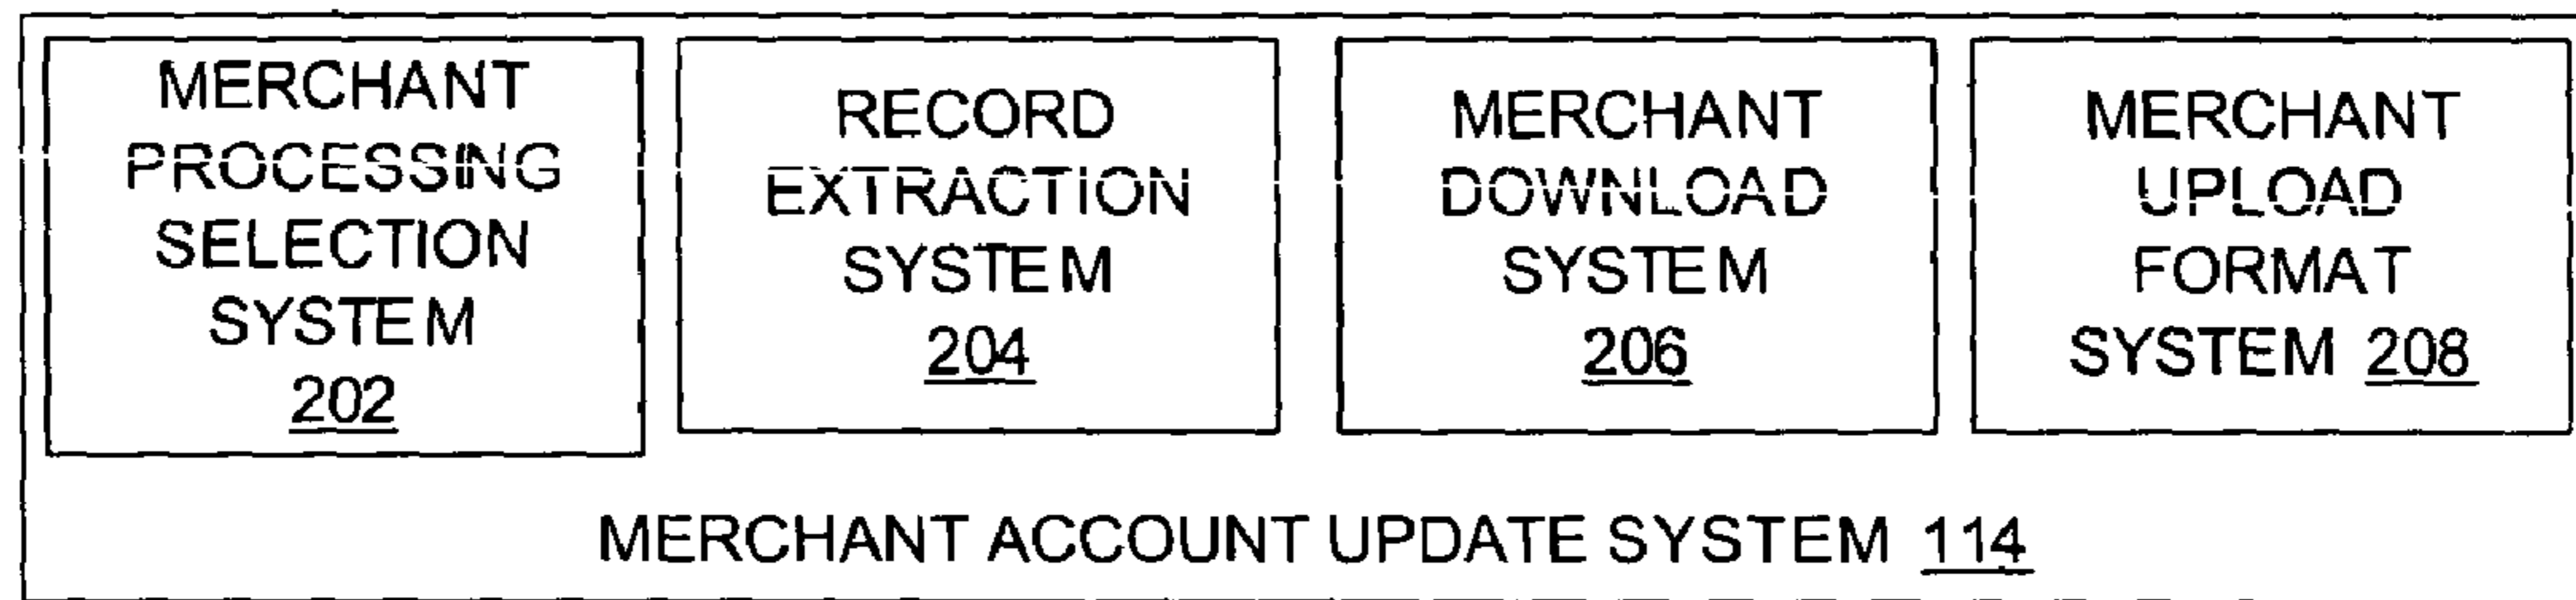 MERCHANT
PROCESSING
SELECTION
SYSTEM
202
RECORD
EXTRACTION
SYSTEM
204
MERCHANT
DOWNLOAD
SYSTEM
206
MERCHANT
UPLOAD
FORMAT
SYSTEM 208
MERCHANT ACCOUNT UPDATE SYSTEM 114